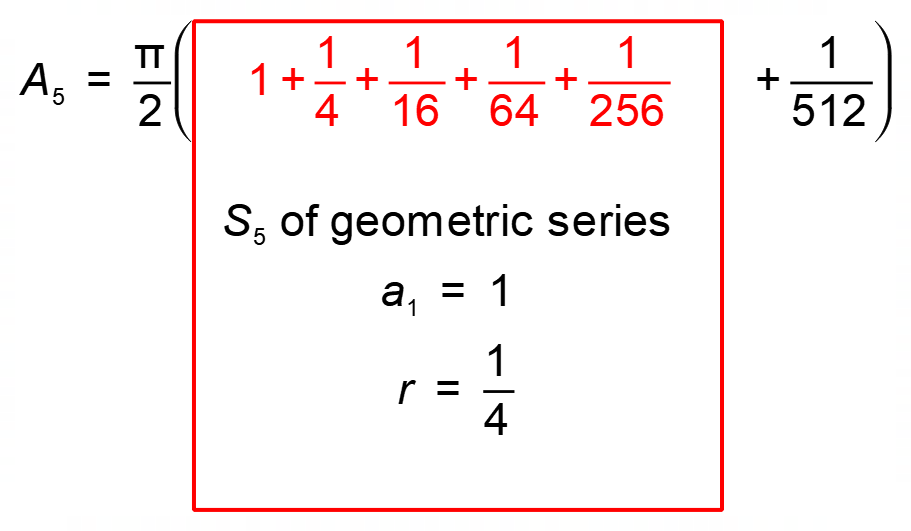 A₅ = π/2 ( 1 + 1/4 + 1/16 + 1/64 + 1/256 + 1/512 )
S₅ of geometric series
a₁ = 1
r = 1/4